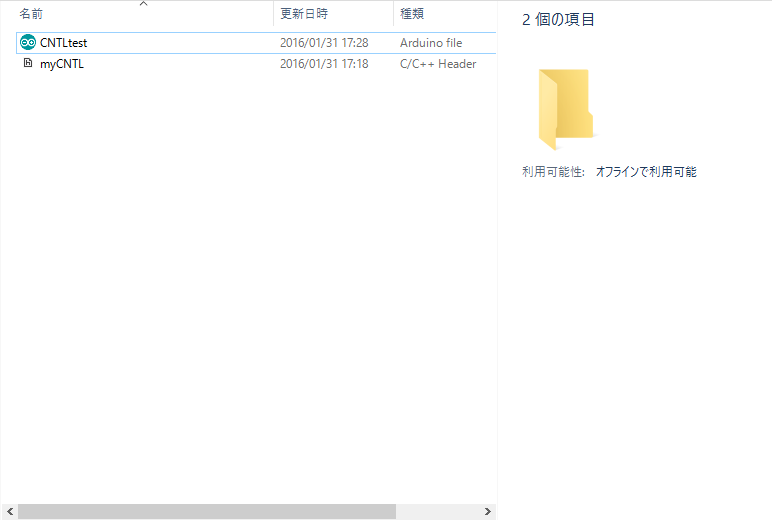 名前 更新日時 種類
CNTLtest 2016/01/31 17:28 Arduino file
myCNTL 2016/01/31 17:18 C/C++ Header
2 個の項目
利用可能性: オフラインで利用可能